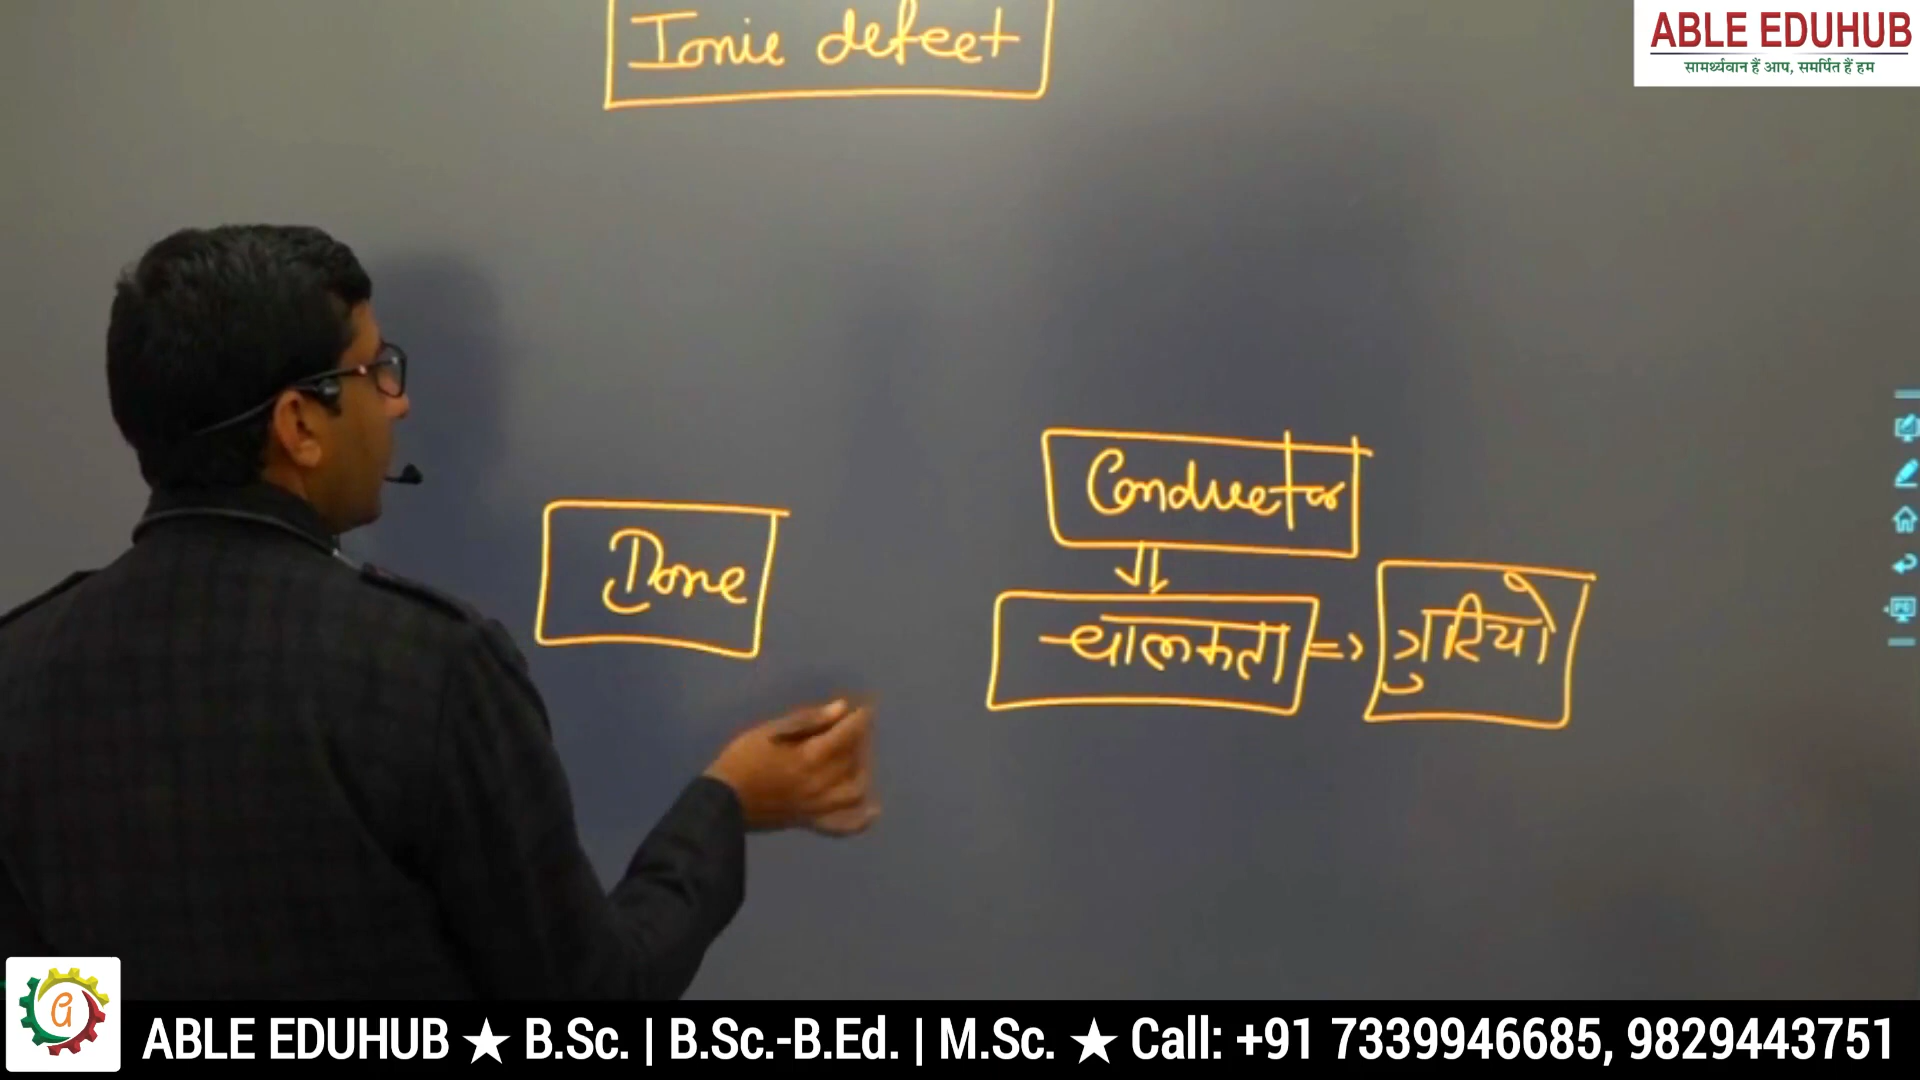 Ionic defect
ABLE EDUHUB
सामर्थ्यवान हैं आप, समर्पित हैं हम
Conductor
Done
चालकता => त्रुटियो
ABLE EDUHUB ★ B.Sc. | B.Sc.-B.Ed. | M.Sc. ★ Call: +91 7339946685, 9829443751